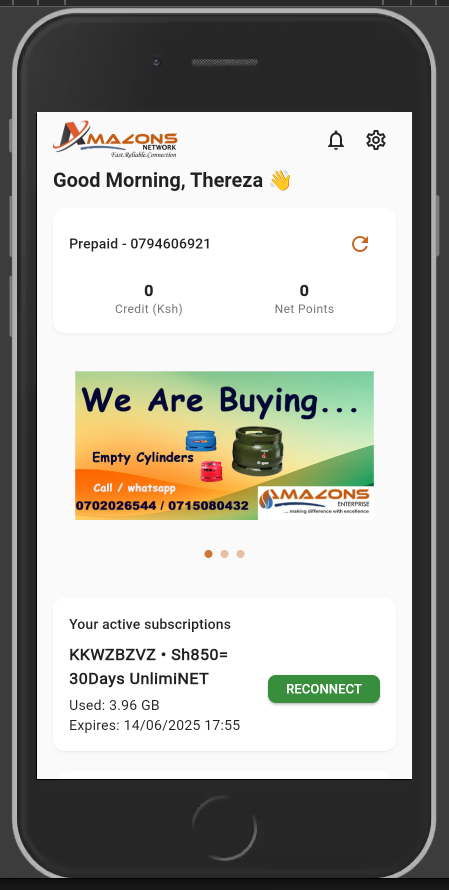 AMAZONS
NETWORK
Fast.Reliable.Connection
Good Morning, Thereza 👋
Prepaid - 0794606921
0
Credit (Ksh)
0
Net Points
We Are Buying...
Empty Cylinders
Call / whatsapp
0702026544 / 0715080432
AMAZONS
ENTERPRISE
... making difference with excellence
Your active subscriptions
KKWZBZVZ • Sh850=
30Days UnlimiNET
Used: 3.96 GB
Expires: 14/06/2025 17:55
RECONNECT